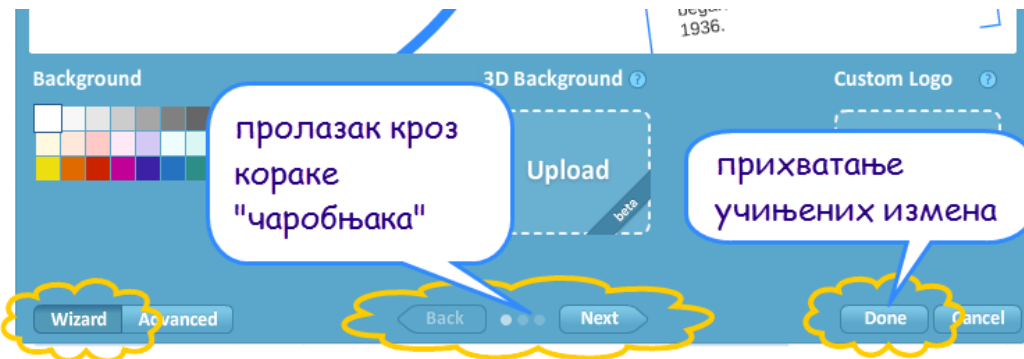 1936.
Background
3D Background ?
Custom Logo ?
пролазак кроз
кораке
"чаробњака"
Upload
beta
прихватање
учињених измена
Wizard
Advanced
Back
Next
Done
Cancel